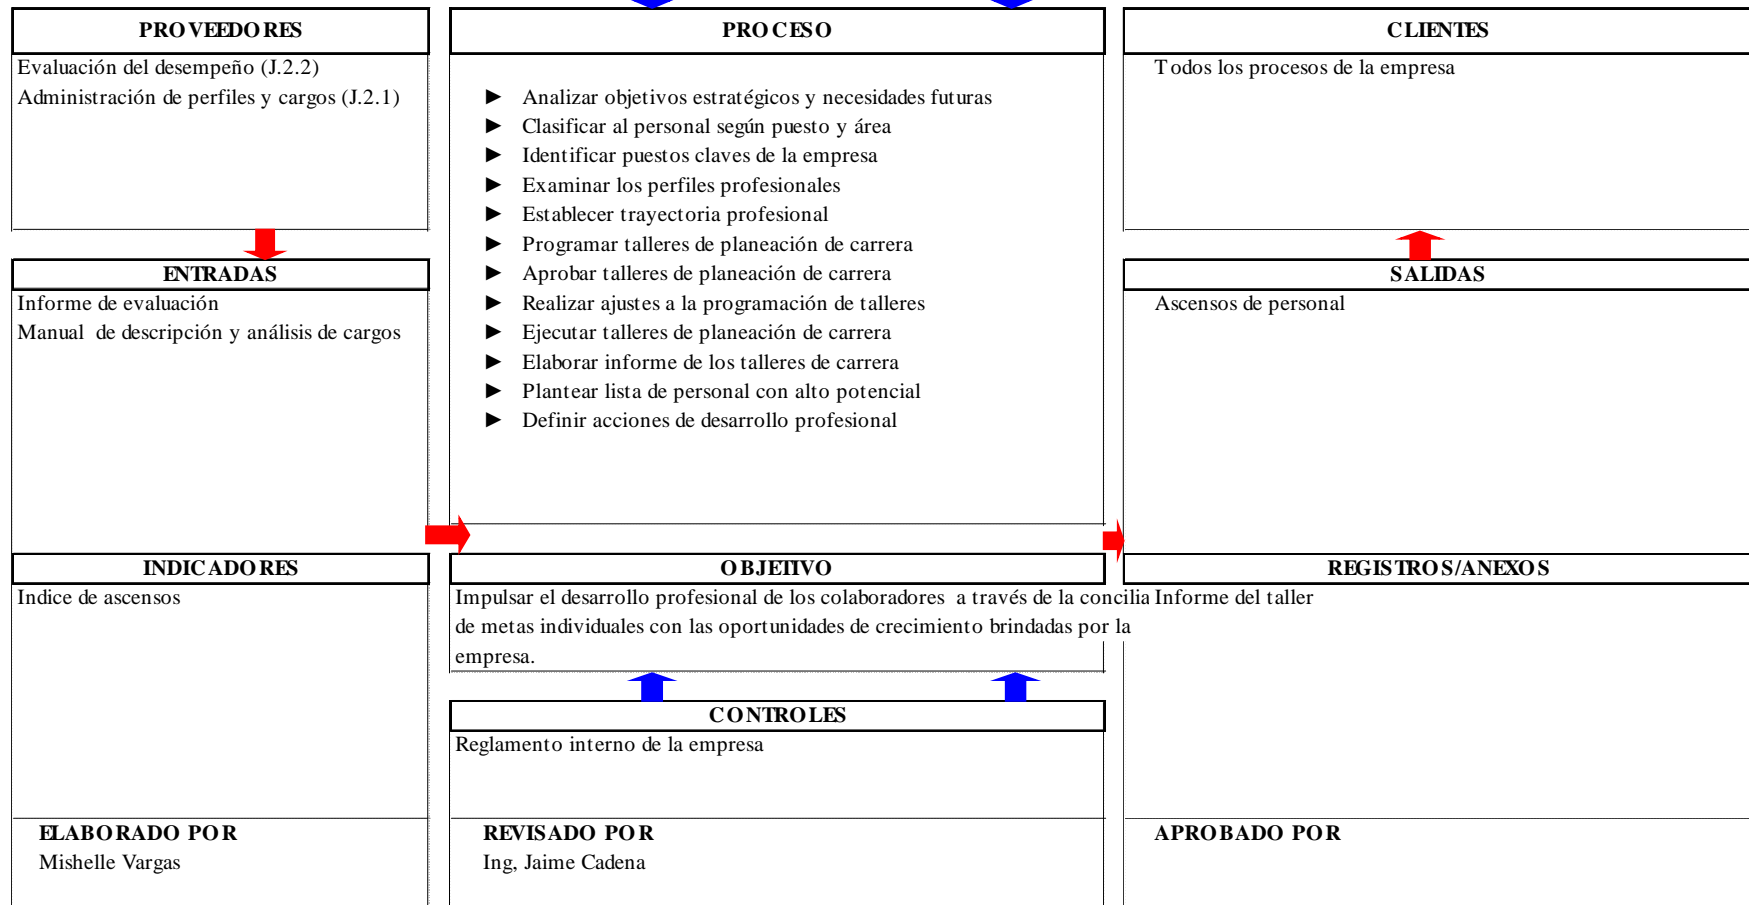 PROVEEDORES
Evaluación del desempeño (J.2.2)
Administración de perfiles y cargos (J.2.1)
ENTRADAS
Informe de evaluación
Manual de descripción y análisis de cargos
INDICADORES
Indice de ascensos
ELABORADO POR
Mishelle Vargas
PROCESO
► Analizar objetivos estratégicos y necesidades futuras
► Clasificar al personal según puesto y área
► Identificar puestos claves de la empresa
► Examinar los perfiles profesionales
► Establecer trayectoria profesional
► Programar talleres de planeación de carrera
► Aprobar talleres de planeación de carrera
► Realizar ajustes a la programación de talleres
► Ejecutar talleres de planeación de carrera
► Elaborar informe de los talleres de carrera
► Plantear lista de personal con alto potencial
► Definir acciones de desarrollo profesional
OBJETIVO
Impulsar el desarrollo profesional de los colaboradores a través de la concilia
de metas individuales con las oportunidades de crecimiento brindadas por la
empresa.
CONTROLES
Reglamento interno de la empresa
REVISADO POR
Ing, Jaime Cadena
CLIENTES
Todos los procesos de la empresa
SALIDAS
Ascensos de personal
REGISTROS/ANEXOS
Informe del taller
APROBADO POR